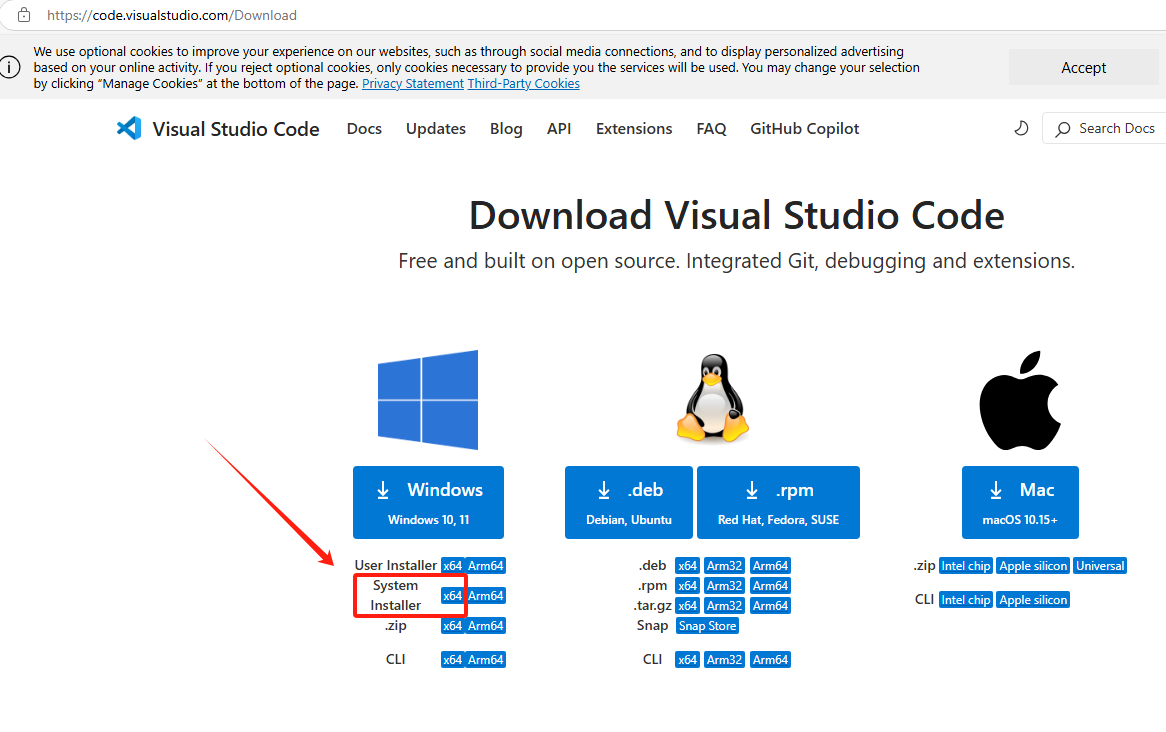 https://code.visualstudio.com/Download
We use optional cookies to improve your experience on our websites, such as through social media connections, and to display personalized advertising
based on your online activity. If you reject optional cookies, only cookies necessary to provide you the services will be used. You may change your selection
by clicking “Manage Cookies” at the bottom of the page. Privacy Statement Third-Party Cookies
Accept
Visual Studio Code Docs Updates Blog API Extensions FAQ GitHub Copilot Search Docs
Download Visual Studio Code
Free and built on open source. Integrated Git, debugging and extensions.
Windows
Windows 10, 11
User Installer x64 Arm64
System
Installer x64 Arm64
.zip x64 Arm64
CLI x64 Arm64
.deb
Debian, Ubuntu
.rpm
Red Hat, Fedora, SUSE
.deb x64 Arm32 Arm64
.rpm x64 Arm32 Arm64
.tar.gz x64 Arm32 Arm64
Snap Snap Store
CLI x64 Arm32 Arm64
Mac
macOS 10.15+
.zip Intel chip Apple silicon Universal
CLI Intel chip Apple silicon